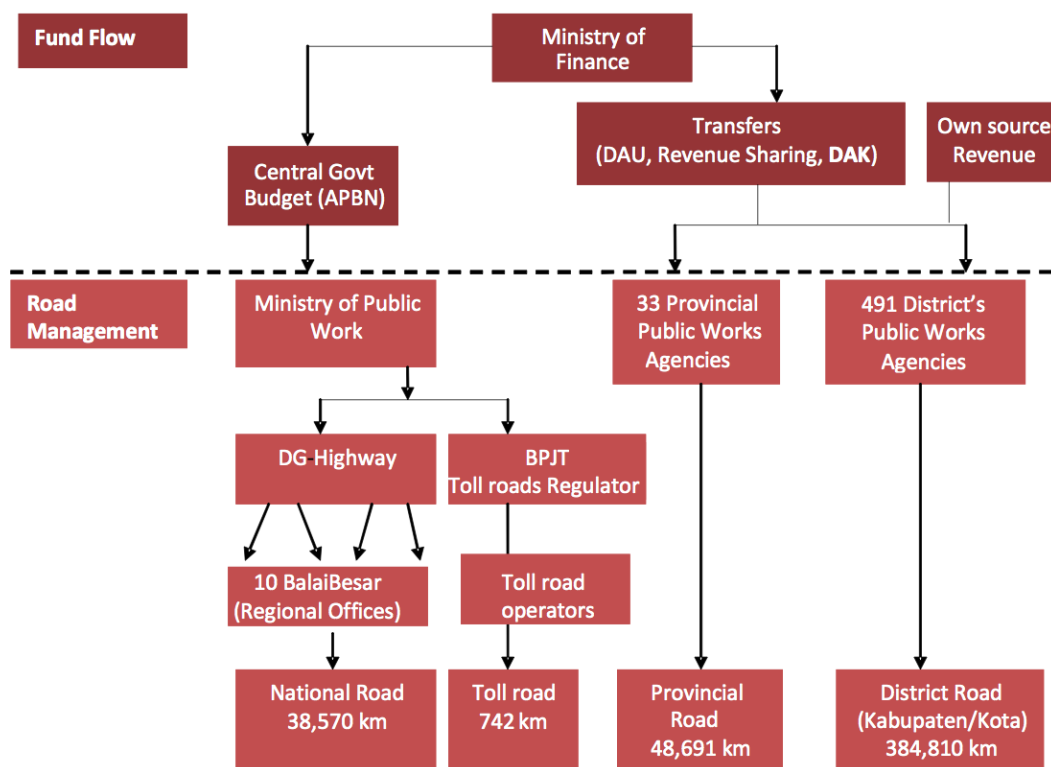 Fund Flow
Ministry of
Finance
Transfers
(DAU, Revenue Sharing, DAK)
Own source
Revenue
Central Govt
Budget (APBN)
Road
Management
Ministry of Public
Work
33 Provincial
Public Works
Agencies
491 District’s
Public Works
Agencies
DG-Highway
BPJT
Toll roads Regulator
10 BalaiBesar
(Regional Offices)
Toll road
operators
National Road
38,570 km
Toll road
742 km
Provincial
Road
48,691 km
District Road
(Kabupaten/Kota)
384,810 km